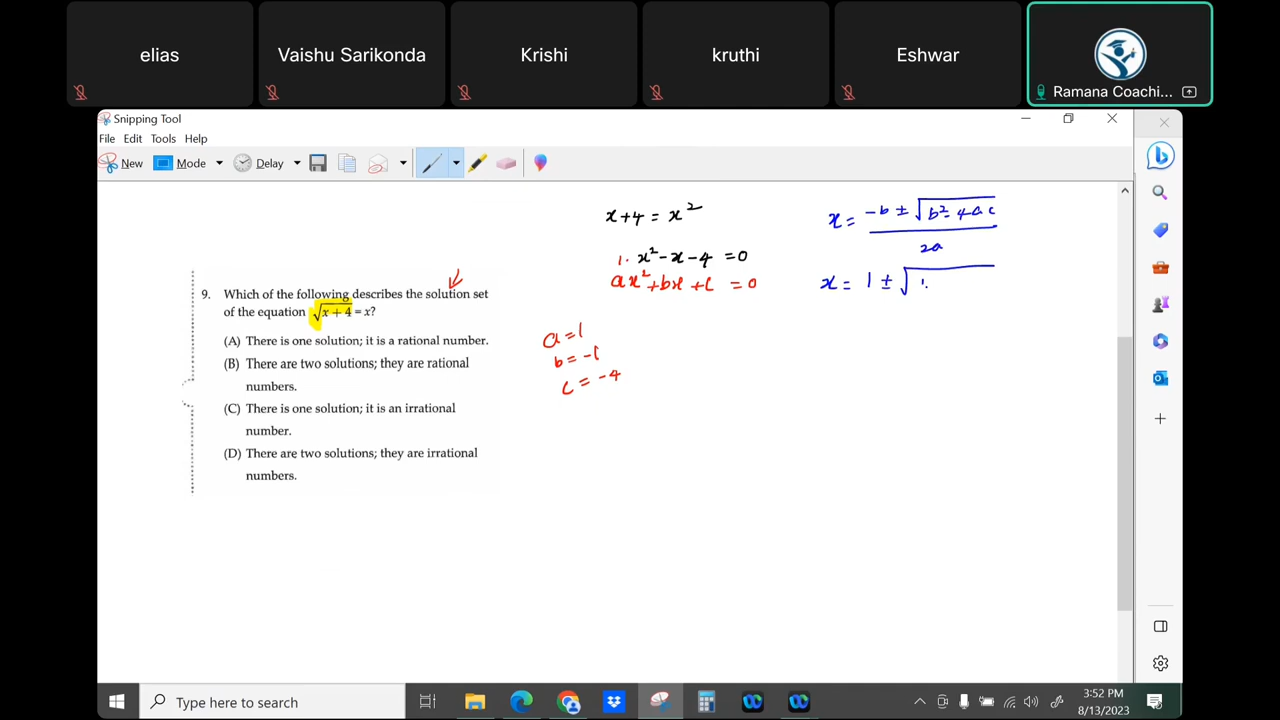 elias
Vaishu Sarikonda
Krishi
kruthi
Eshwar
Ramana Coachi...
Snipping Tool
File Edit Tools Help
New Mode Delay
x+4 = x²
1. x²-x-4 =0
ax²+bx+c =0
a=1
b=-1
c=-4
x= -b ± √b²-4ac
2a
x= 1 ± √1
9. Which of the following describes the solution set
of the equation √x + 4 = x?
(A) There is one solution; it is a rational number.
(B) There are two solutions; they are rational
numbers.
(C) There is one solution; it is an irrational
number.
(D) There are two solutions; they are irrational
numbers.
Type here to search
3:52 PM
8/13/2023